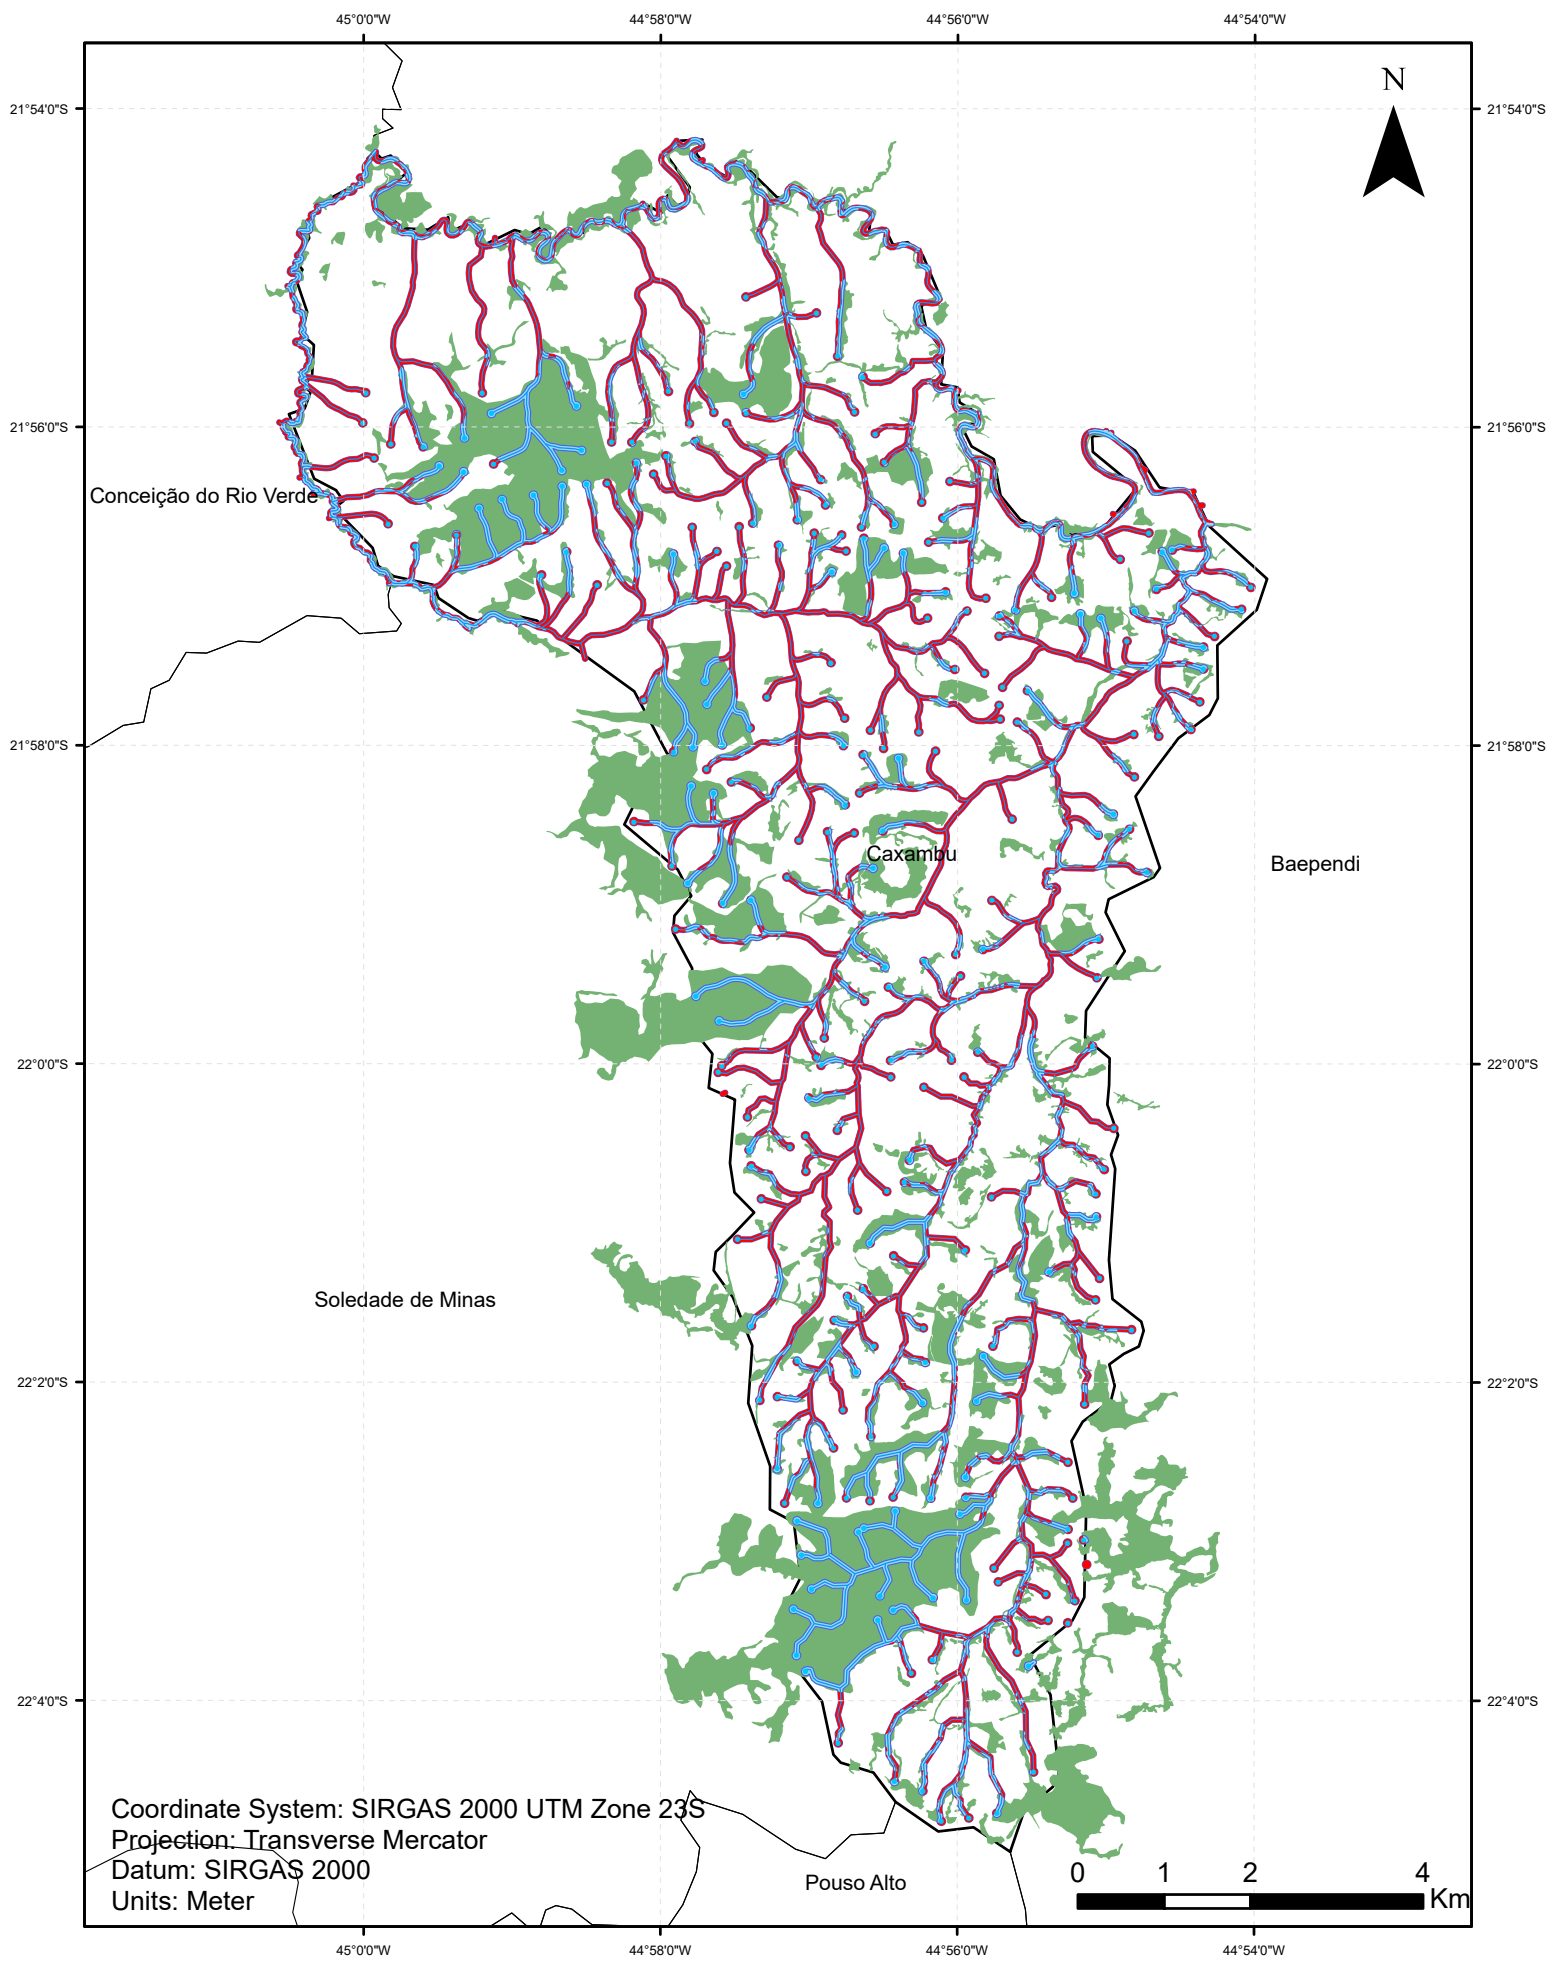 45°0'0"W 44°58'0"W 44°56'0"W 44°54'0"W
N
21°54'0"S 21°54'0"S
21°56'0"S 21°56'0"S
Conceição do Rio Verde
21°58'0"S 21°58'0"S
Caxambu
Baependi
22°0'0"S 22°0'0"S
Soledade de Minas
22°2'0"S 22°2'0"S
22°4'0"S 22°4'0"S
Coordinate System: SIRGAS 2000 UTM Zone 23S
Projection: Transverse Mercator
Datum: SIRGAS 2000
Units: Meter
Pouso Alto
0 1 2 4
Km
45°0'0"W 44°58'0"W 44°56'0"W 44°54'0"W